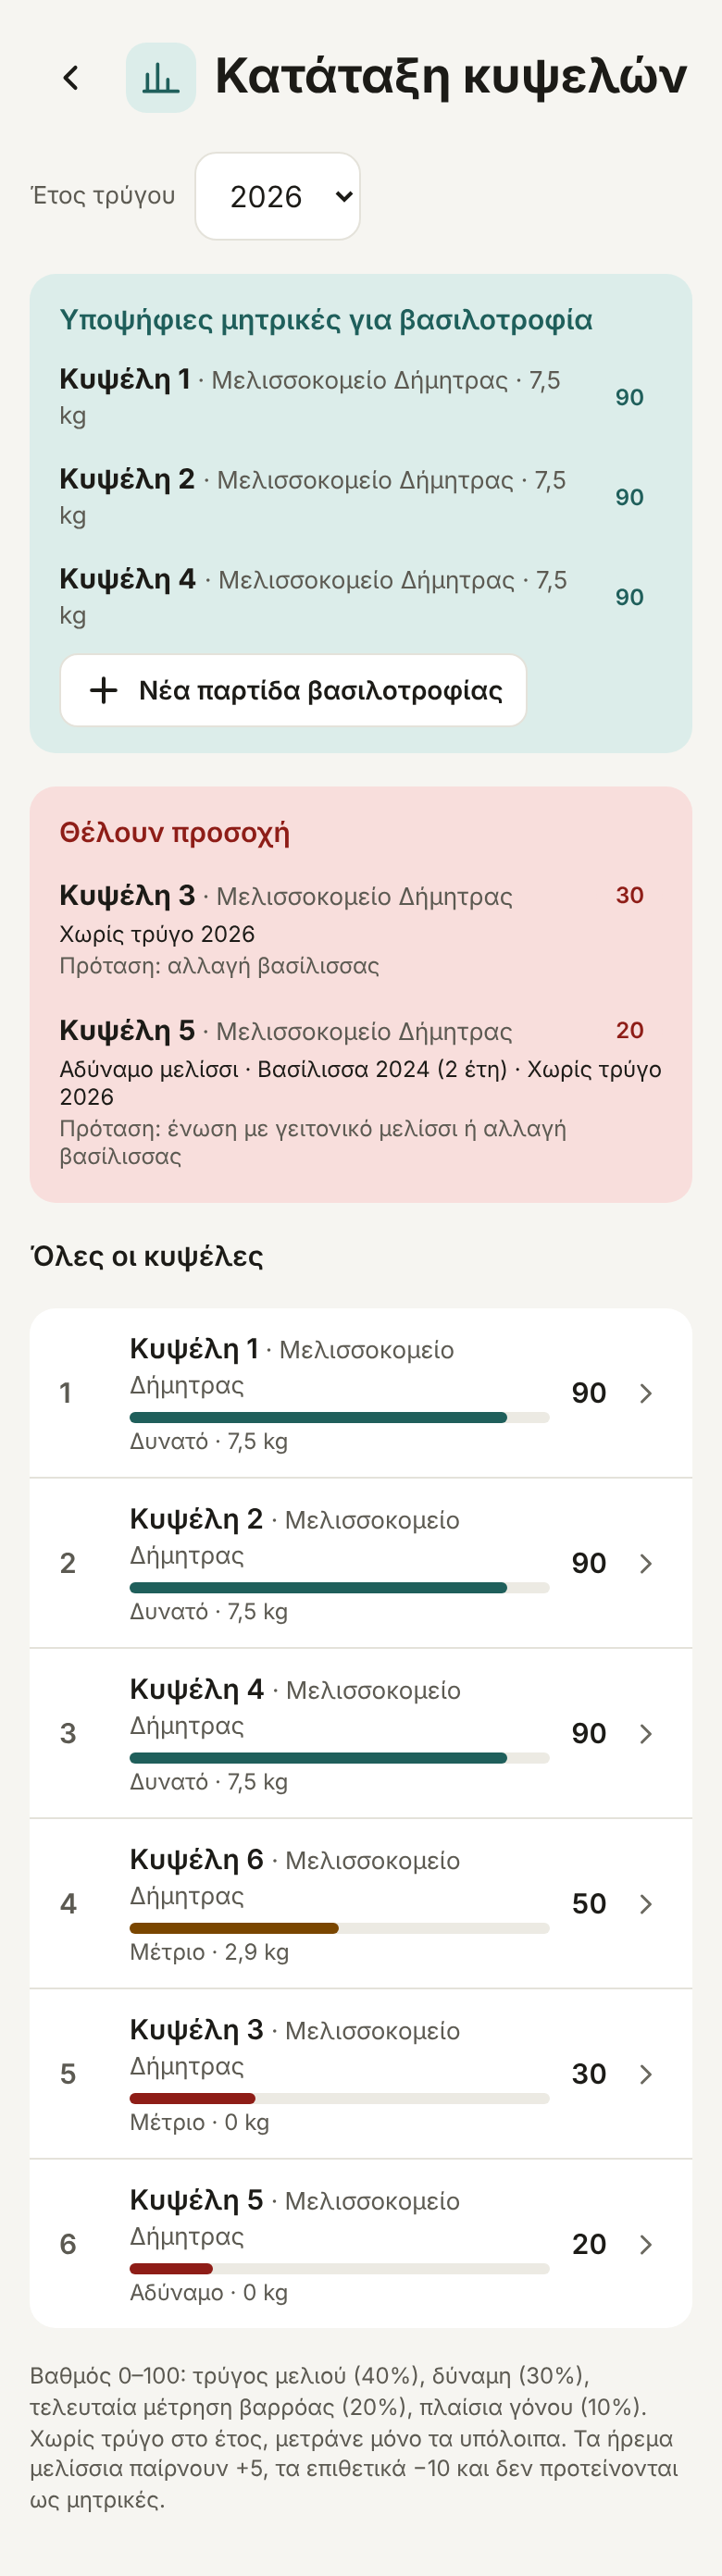 Κατάταξη κυψελών
Έτος τρύγου 2026
Υποψήφιες μητρικές για βασιλοτροφία
Κυψέλη 1 · Μελισσοκομείο Δήμητρας · 7,5
kg
90
Κυψέλη 2 · Μελισσοκομείο Δήμητρας · 7,5
kg
90
Κυψέλη 4 · Μελισσοκομείο Δήμητρας · 7,5
kg
90
Νέα παρτίδα βασιλοτροφίας
Θέλουν προσοχή
Κυψέλη 3 · Μελισσοκομείο Δήμητρας 30
Χωρίς τρύγο 2026
Πρόταση: αλλαγή βασίλισσας
Κυψέλη 5 · Μελισσοκομείο Δήμητρας 20
Αδύναμο μελίσσι · Βασίλισσα 2024 (2 έτη) · Χωρίς τρύγο
2026
Πρόταση: ένωση με γειτονικό μελίσσι ή αλλαγή
βασίλισσας
Όλες οι κυψέλες
1
Κυψέλη 1 · Μελισσοκομείο
Δήμητρας
90
Δυνατό · 7,5 kg
2
Κυψέλη 2 · Μελισσοκομείο
Δήμητρας
90
Δυνατό · 7,5 kg
3
Κυψέλη 4 · Μελισσοκομείο
Δήμητρας
90
Δυνατό · 7,5 kg
4
Κυψέλη 6 · Μελισσοκομείο
Δήμητρας
50
Μέτριο · 2,9 kg
5
Κυψέλη 3 · Μελισσοκομείο
Δήμητρας
30
Μέτριο · 0 kg
6
Κυψέλη 5 · Μελισσοκομείο
Δήμητρας
20
Αδύναμο · 0 kg
Βαθμός 0–100: τρύγος μελιού (40%), δύναμη (30%),
τελευταία μέτρηση βαρρόας (20%), πλαίσια γόνου (10%).
Χωρίς τρύγο στο έτος, μετράνε μόνο τα υπόλοιπα. Τα ήρεμα
μελίσσια παίρνουν +5, τα επιθετικά −10 και δεν προτείνονται
ως μητρικές.